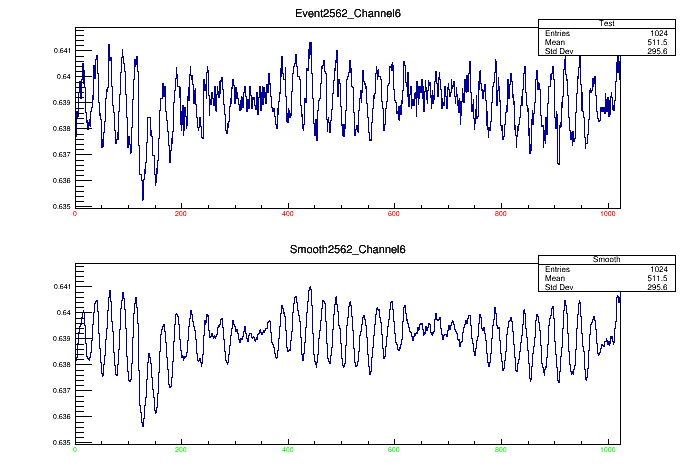 Event2562_Channel6
Test
Entries 1024
Mean 511.5
Std Dev 295.6
0.641
0.64
0.639
0.638
0.637
0.636
0.635
0 200 400 600 800 1000
Smooth2562_Channel6
Smooth
Entries 1024
Mean 511.5
Std Dev 295.6
0.641
0.64
0.639
0.638
0.637
0.636
0.635
0 200 400 600 800 1000